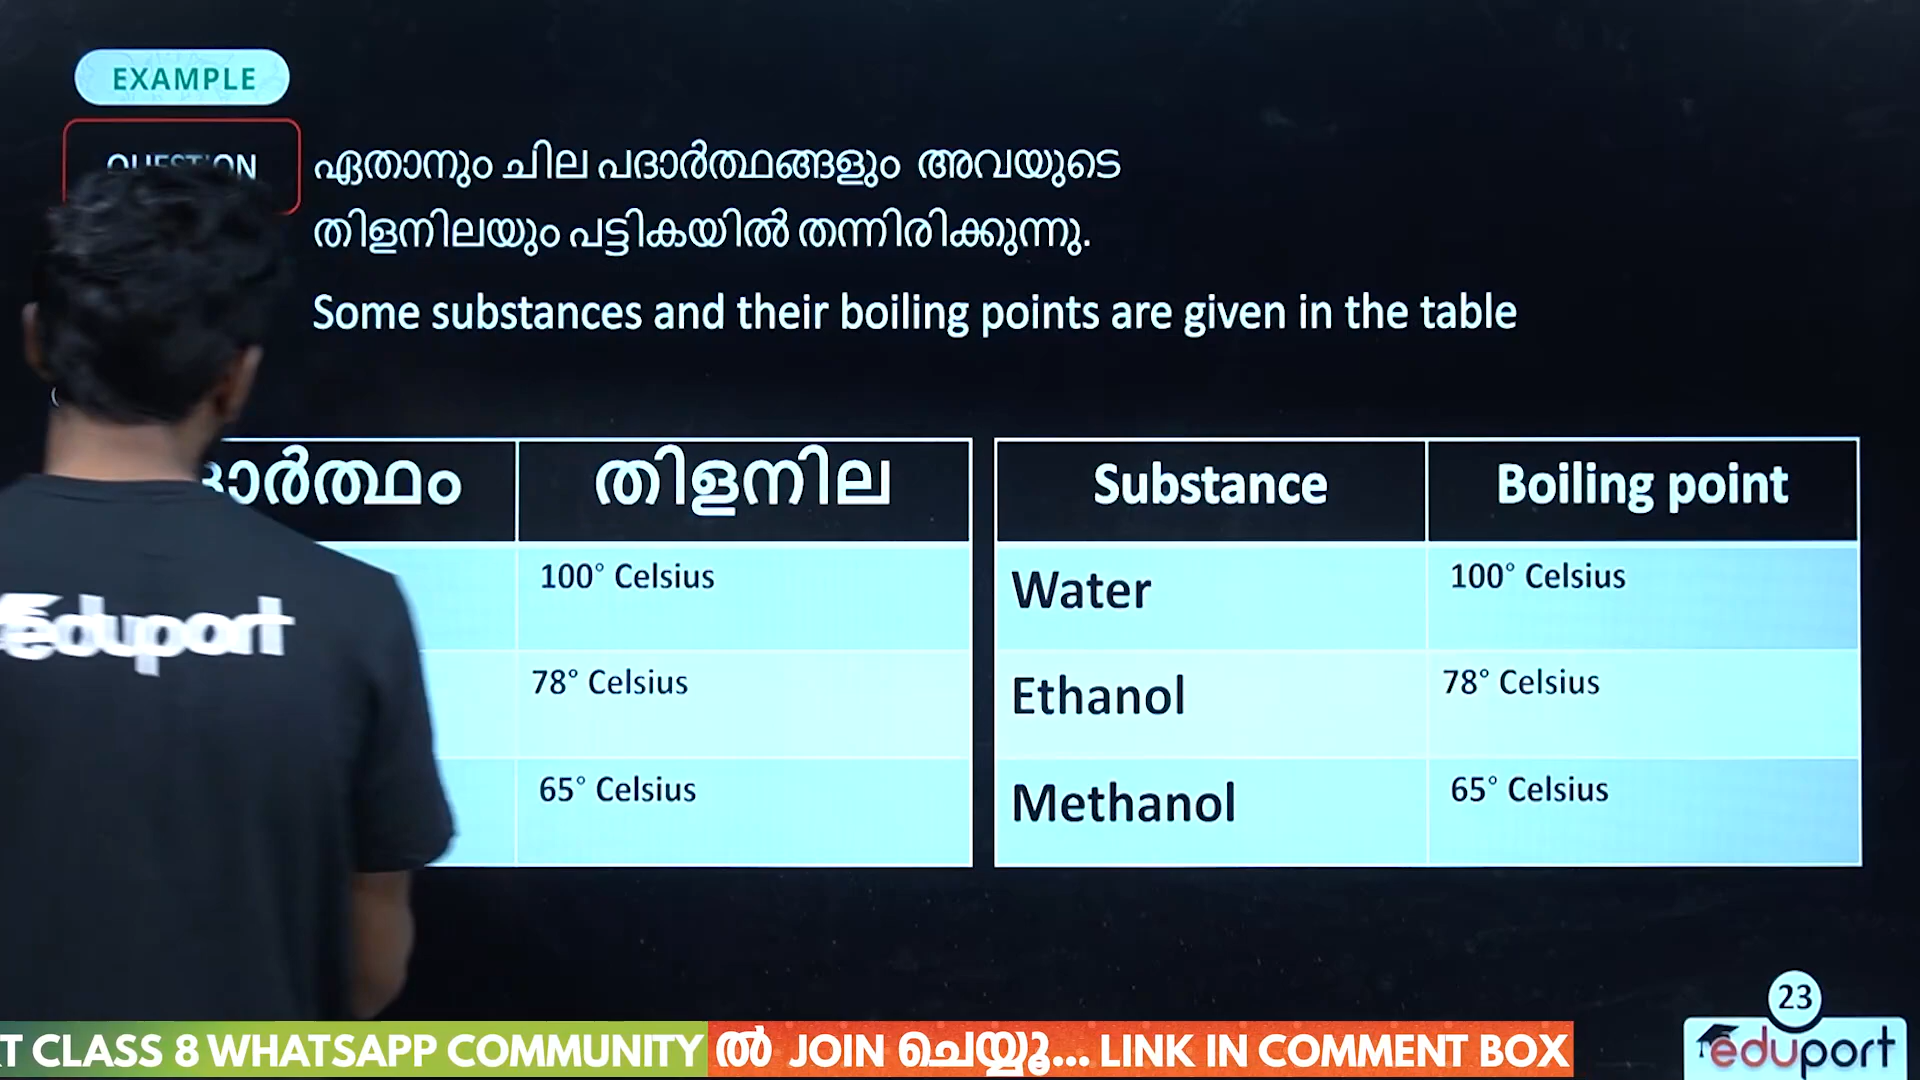 EXAMPLE
ഏതാനും ചില പദാർത്ഥങ്ങളും അവയുടെ
തിളനിലയും പട്ടികയിൽ തന്നിരിക്കുന്നു.
Some substances and their boiling points are given in the table
തിളനില
Substance Boiling point
100° Celsius
Water 100° Celsius
78° Celsius
Ethanol 78° Celsius
65° Celsius
Methanol 65° Celsius
eduport
23
CLASS 8 WHATSAPP COMMUNITY ൽ JOIN ചെയ്യൂ... LINK IN COMMENT BOX
eduport